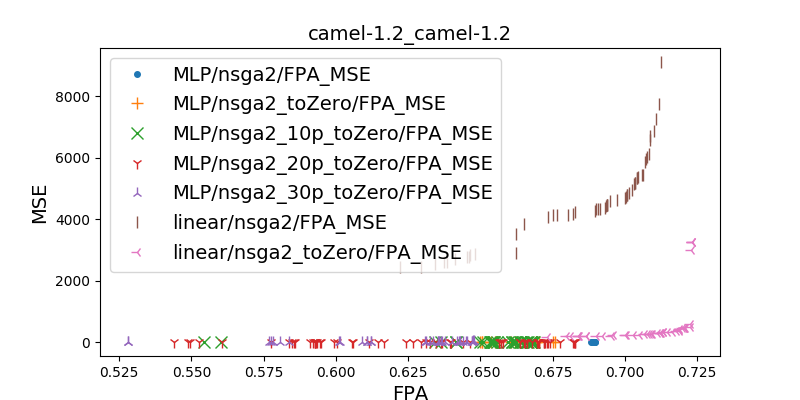 camel-1.2_camel-1.2
MLP/nsga2/FPA_MSE
MLP/nsga2_toZero/FPA_MSE
MLP/nsga2_10p_toZero/FPA_MSE
MLP/nsga2_20p_toZero/FPA_MSE
MLP/nsga2_30p_toZero/FPA_MSE
linear/nsga2/FPA_MSE
linear/nsga2_toZero/FPA_MSE
MSE
8000
6000
4000
2000
0
0.525 0.550 0.575 0.600 0.625 0.650 0.675 0.700 0.725
FPA